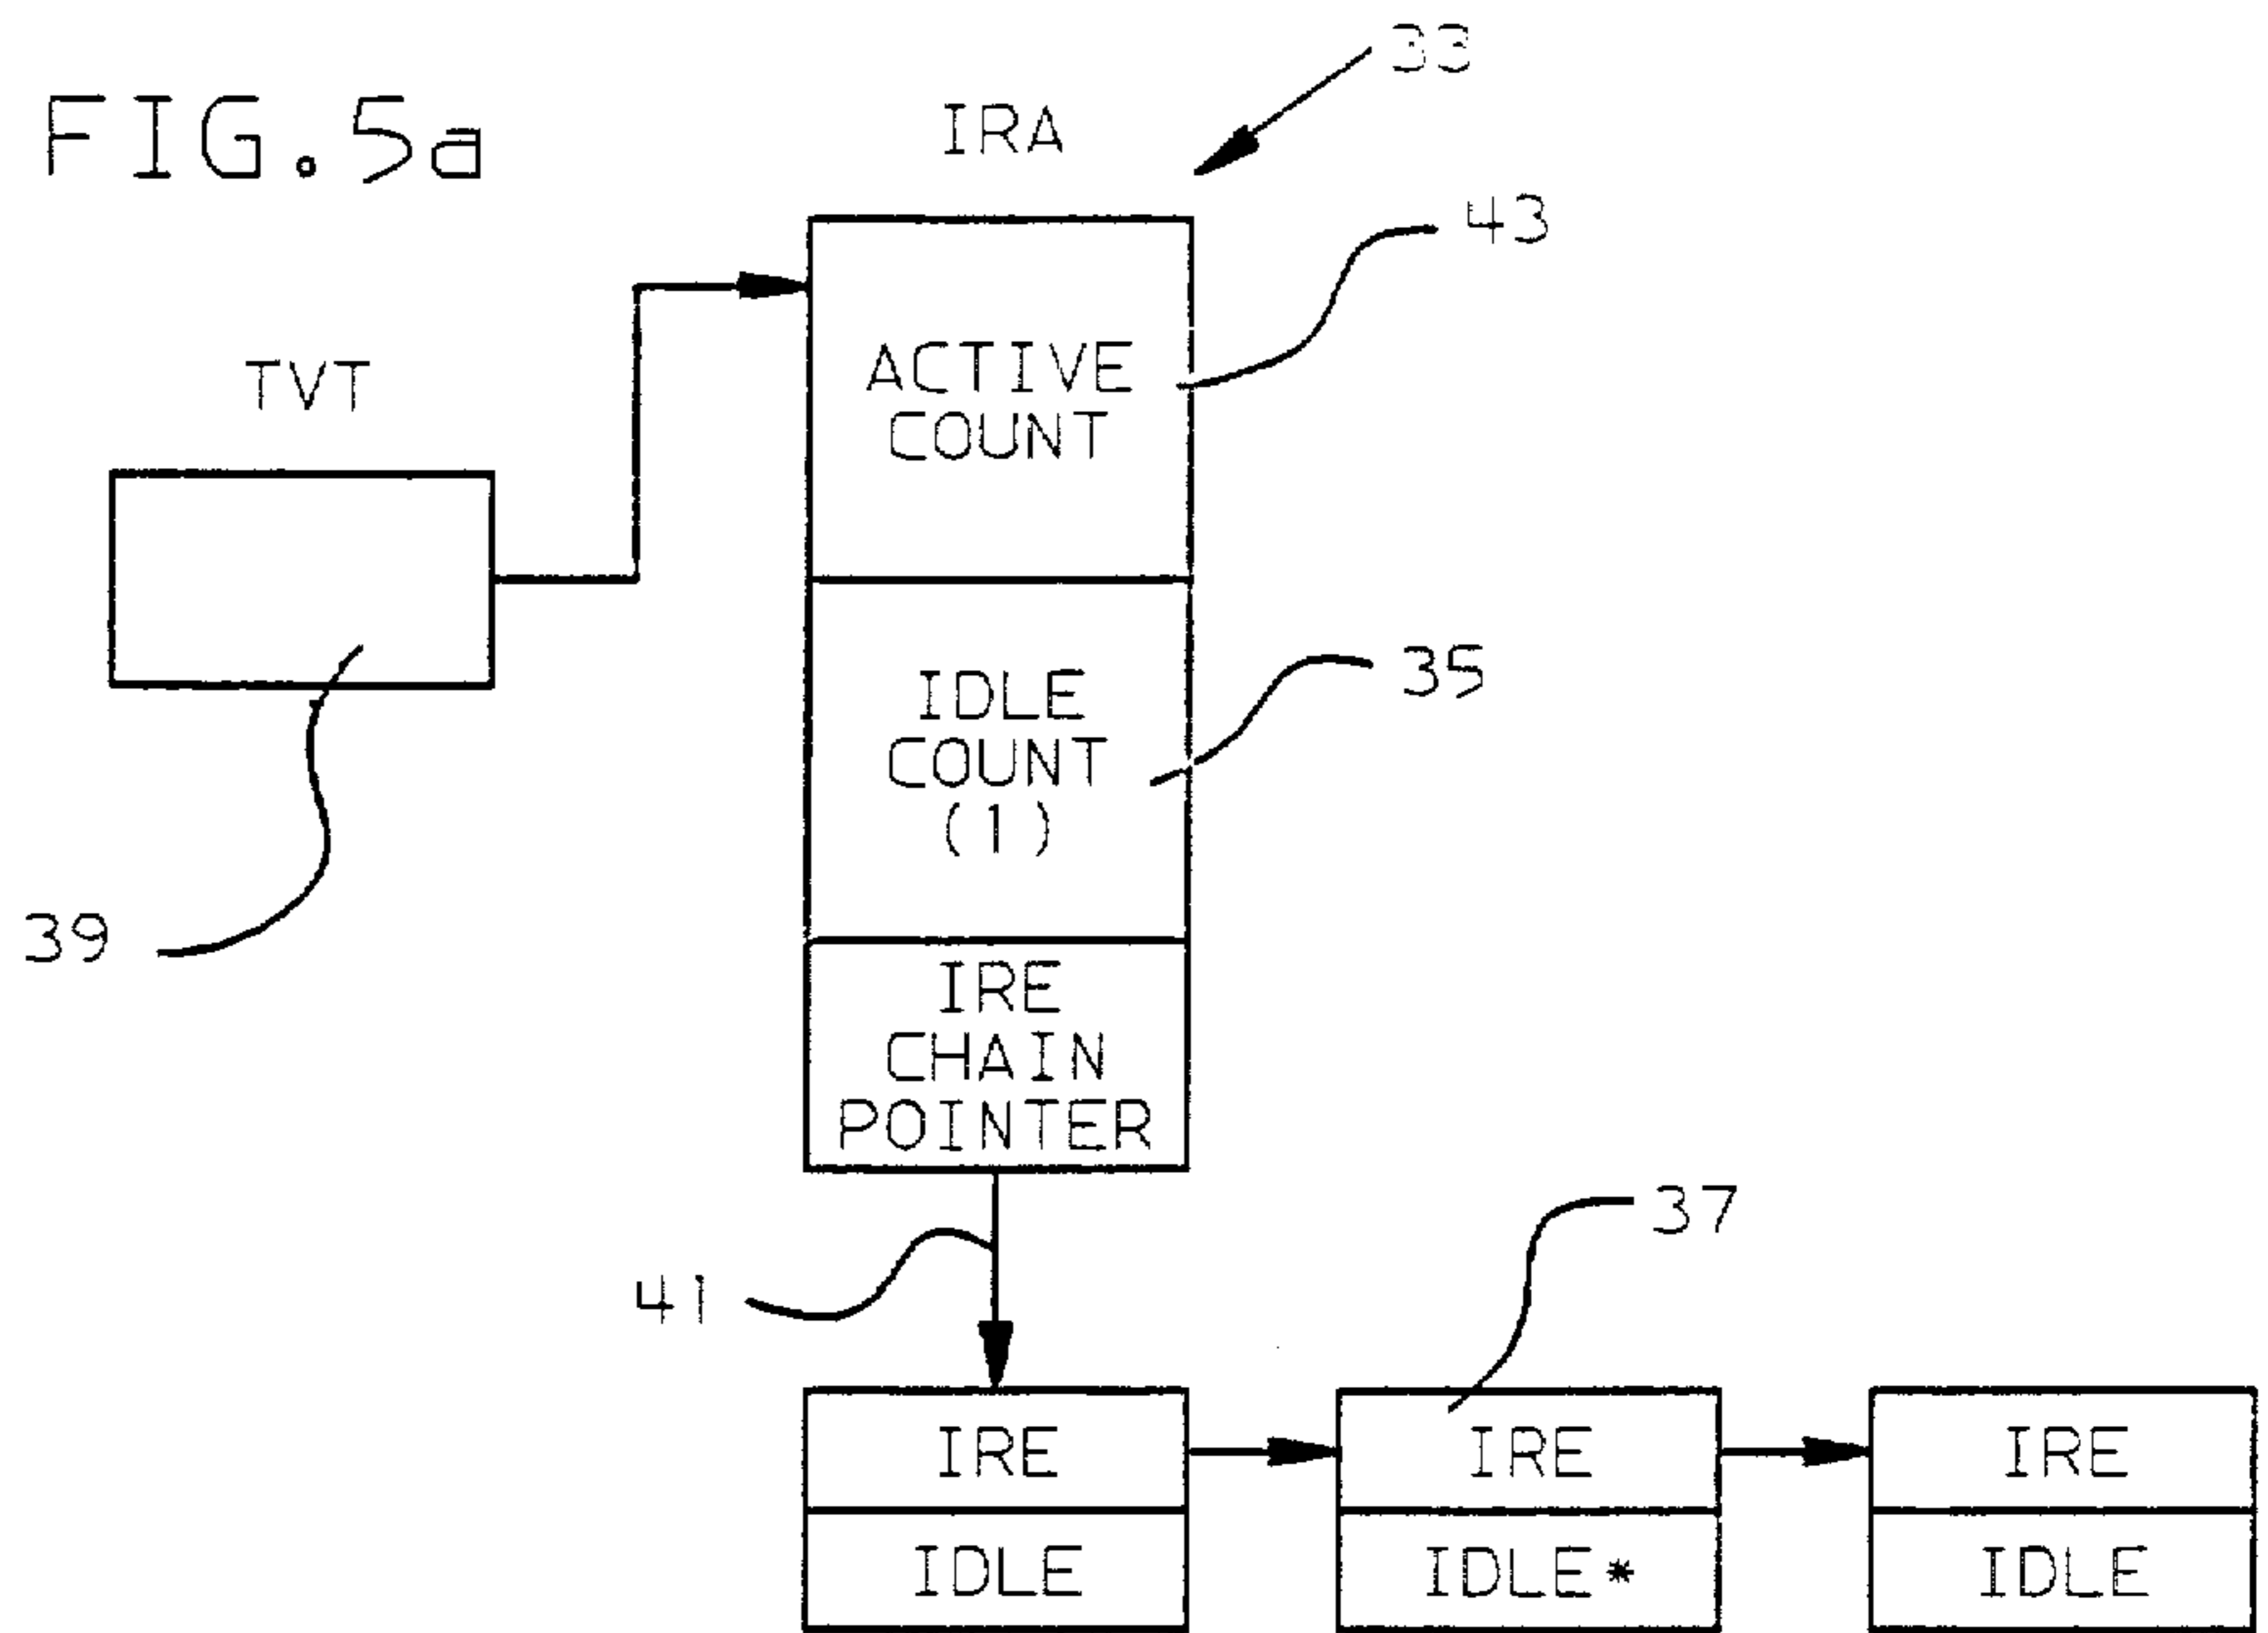 33
FIG.5a
IRA
43
TVT
ACTIVE
COUNT
35
IDLE
COUNT
(1)
39
IRE
CHAIN
POINTER
37
41
IRE
IRE
IRE
IDLE
IDLE*
IDLE